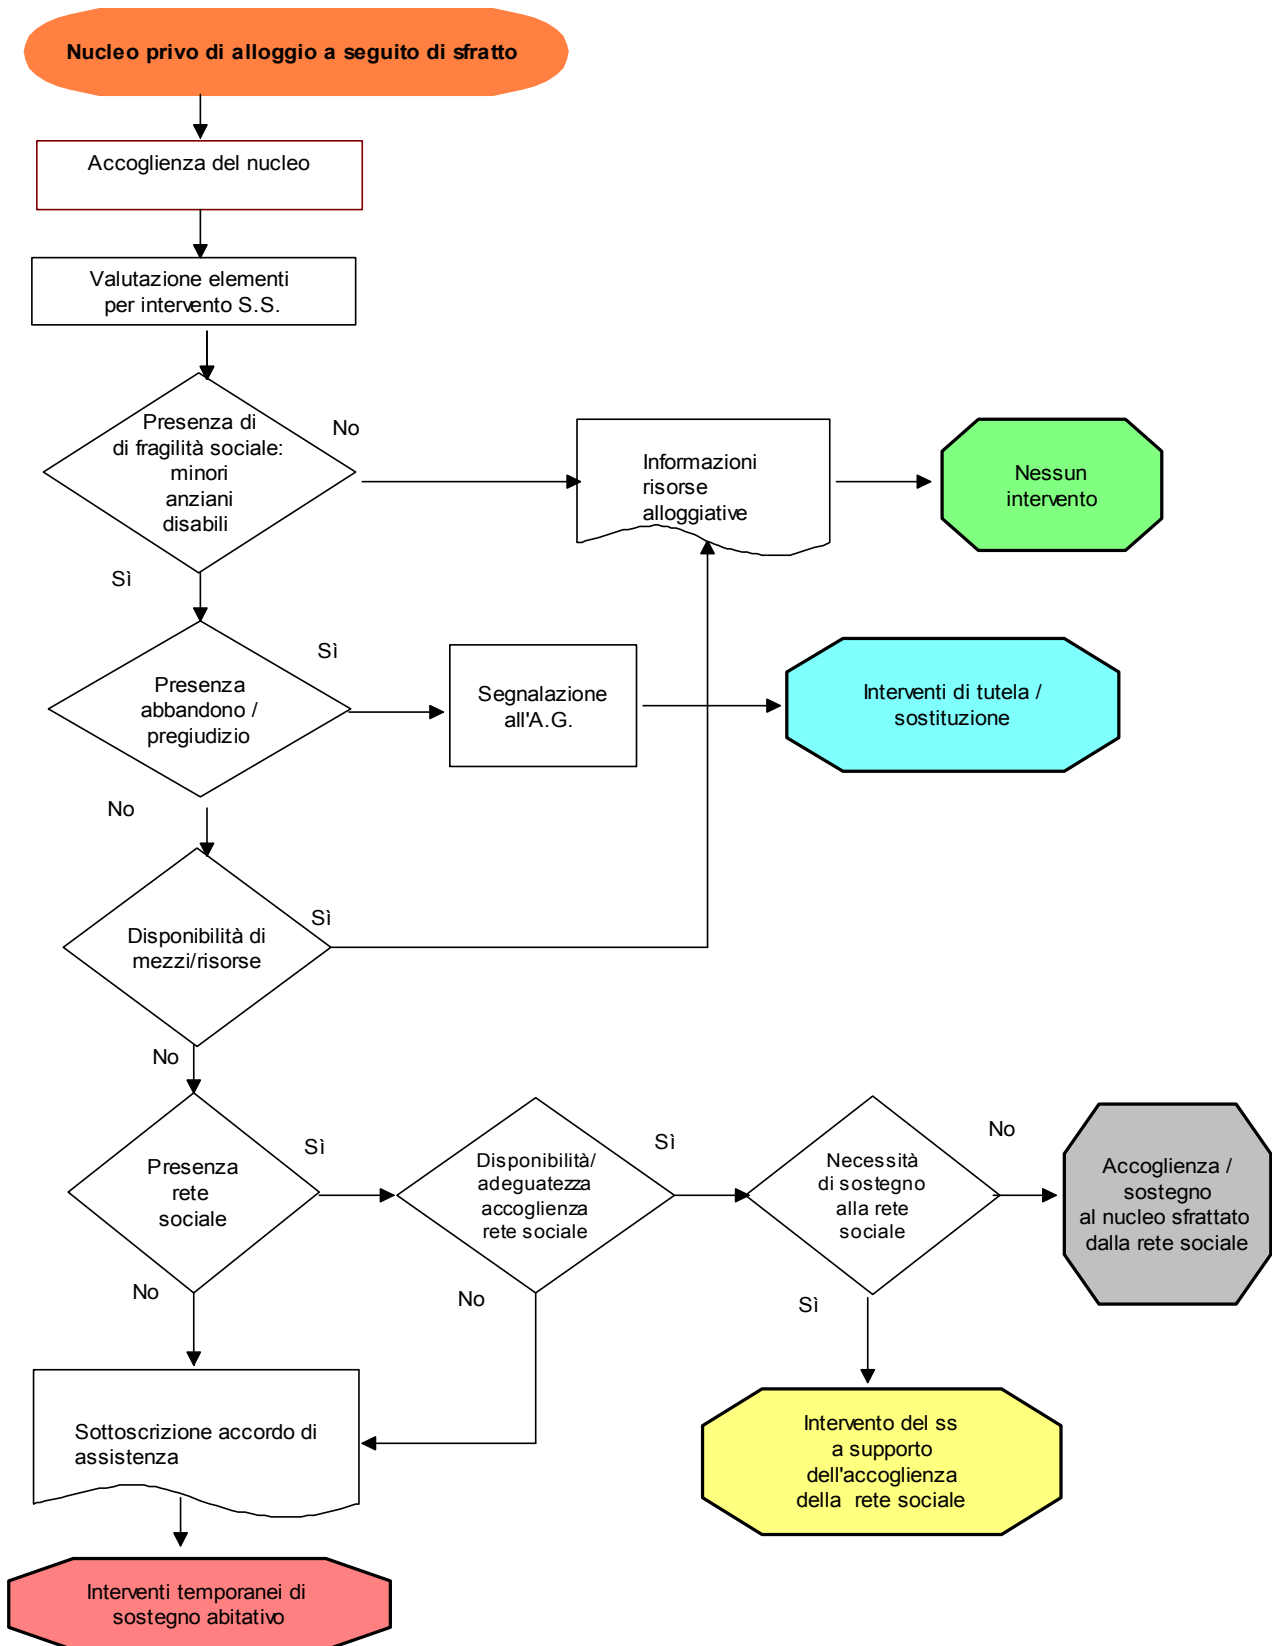 Nucleo privo di alloggio a seguito di sfratto
Accoglienza del nucleo
Valutazione elementi
per intervento S.S.
Presenza di
di fragilità sociale:
minori
anziani
disabili
No
Informazioni
risorse
alloggiative
Nessun
intervento
Sì
Presenza
abbandono /
pregiudizio
Sì
Segnalazione
all'A.G.
Interventi di tutela /
sostituzione
No
Disponibilità di
mezzi/risorse
Sì
No
Presenza
rete
sociale
Sì
Disponibilità/
adeguatezza
accoglienza
rete sociale
Sì
Necessità
di sostegno
alla rete
sociale
No
Accoglienza /
sostegno
al nucleo sfrattato
dalla rete sociale
No
No
Sì
Sottoscrizione accordo di
assistenza
Intervento del ss
a supporto
dell'accoglienza
della rete sociale
Interventi temporanei di
sostegno abitativo